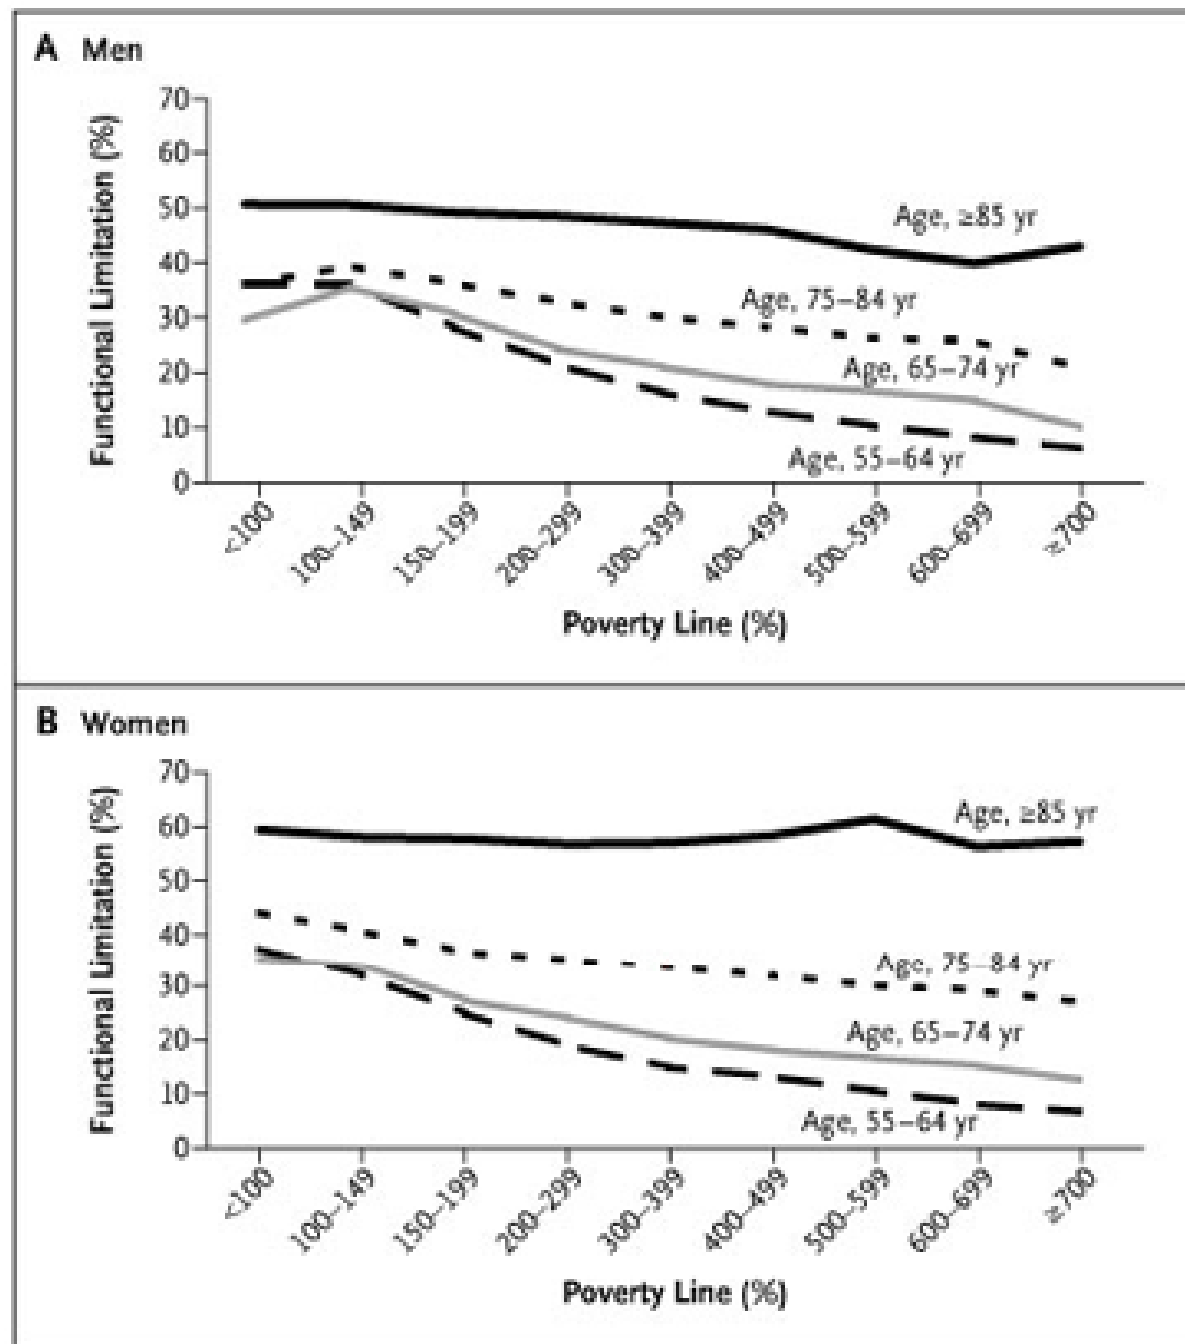 A Men
Functional Limitation (%)
70
60
50
40
30
20
10
0
Age, ≥85 yr
Age, 75–84 yr
Age, 65–74 yr
Age, 55–64 yr
<100
100–149
150–199
200–299
300–399
400–499
500–599
600–699
≥700
Poverty Line (%)
B Women
Functional Limitation (%)
70
60
50
40
30
20
10
0
Age, ≥85 yr
Age, 75–84 yr
Age, 65–74 yr
Age, 55–64 yr
<100
100–149
150–199
200–299
300–399
400–499
500–599
600–699
≥700
Poverty Line (%)